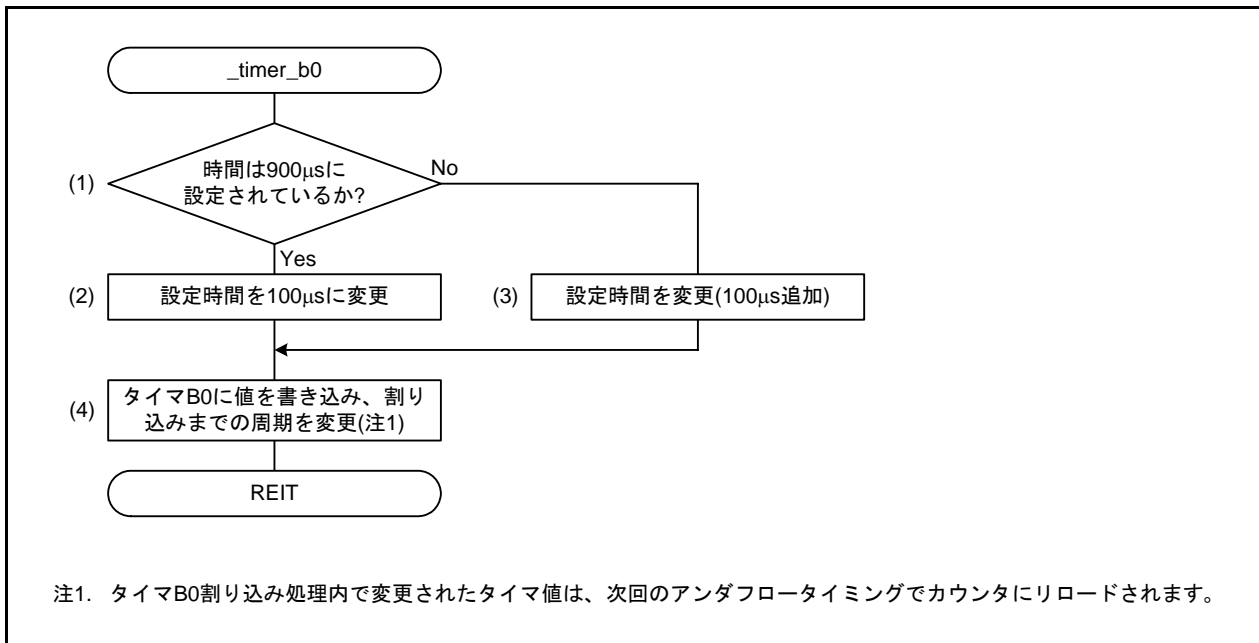 _timer_b0
(1)
時間は900μsに
設定されているか?
No
Yes
(2)
設定時間を100μsに変更
(3)
設定時間を変更(100μs追加)
(4)
タイマB0に値を書き込み、割り
込みまでの周期を変更(注1)
REIT
注1. タイマB0割り込み処理内で変更されたタイマ値は、次回のアンダフロータイミングでカウンタにリロードされます。